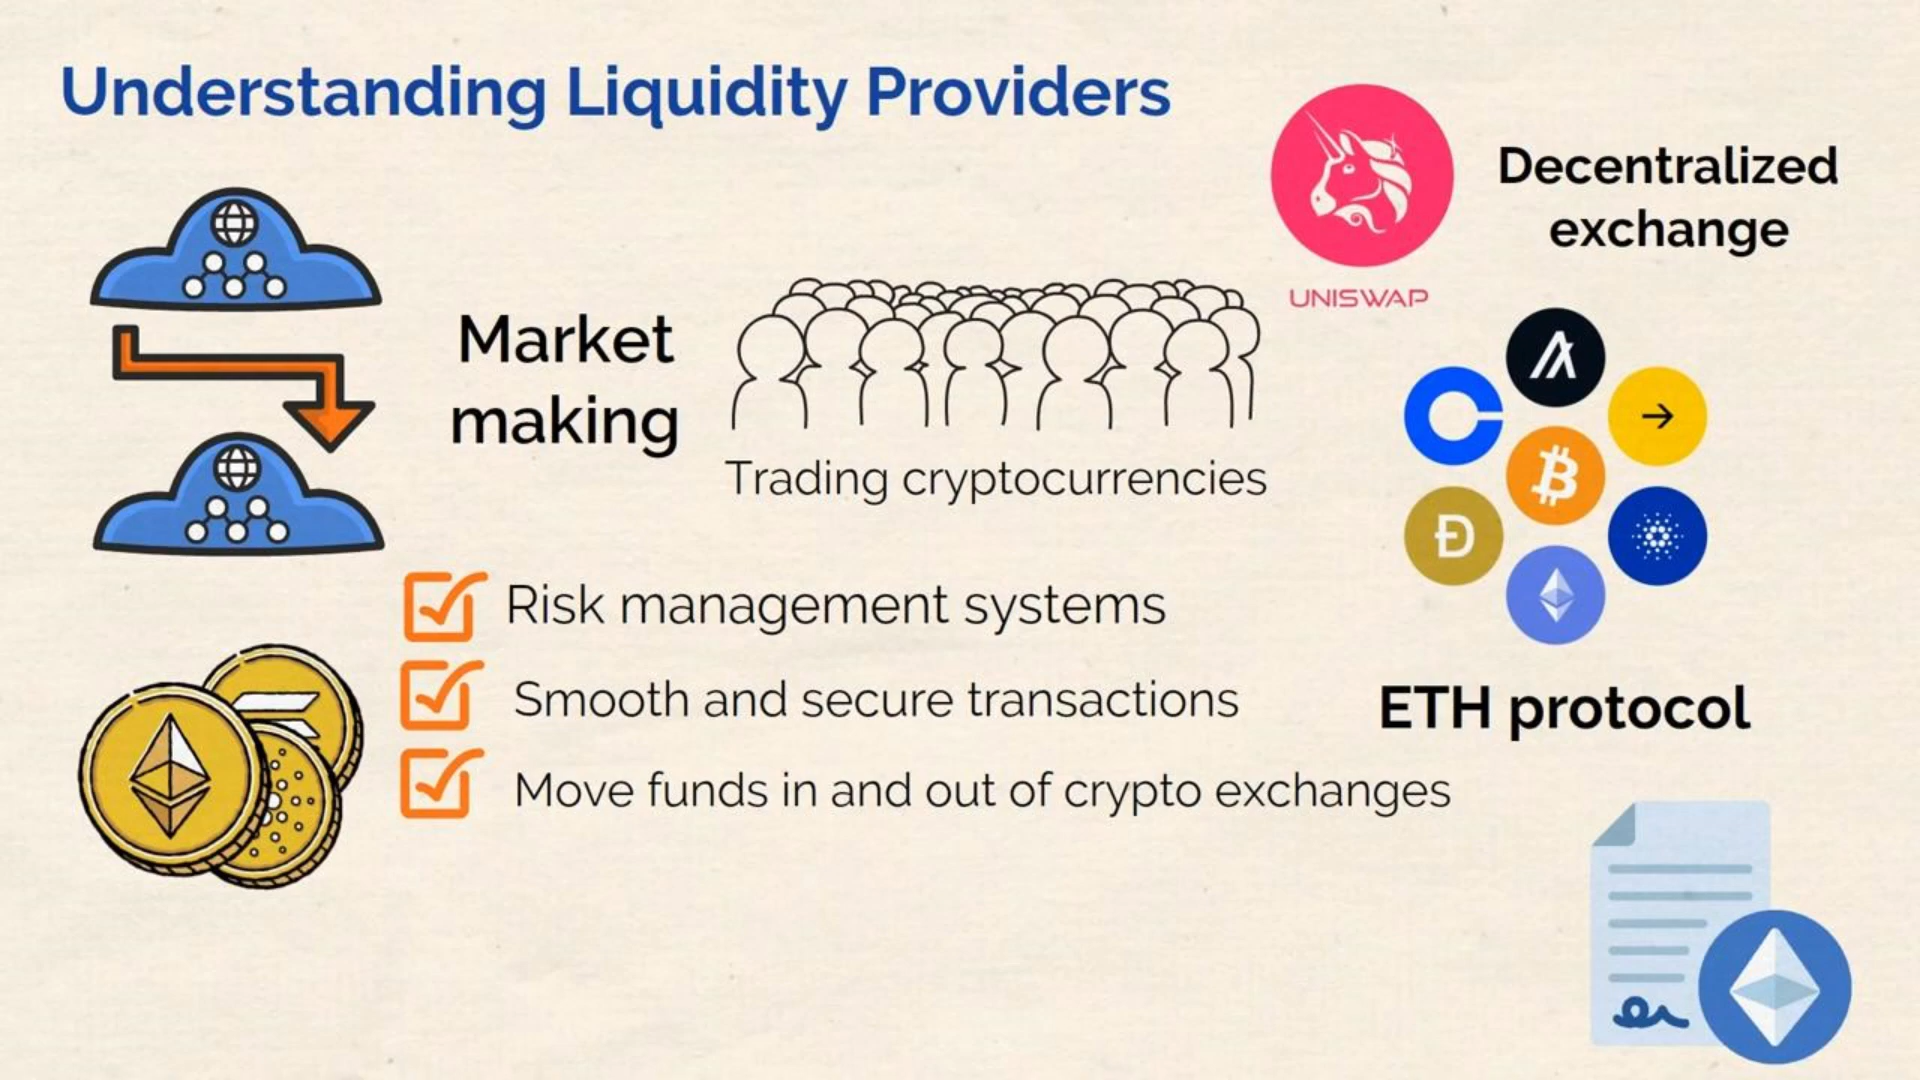 Understanding Liquidity Providers
Decentralized
exchange
UNISWAP
Market
making
Trading cryptocurrencies
Risk management systems
Smooth and secure transactions
Move funds in and out of crypto exchanges
ETH protocol